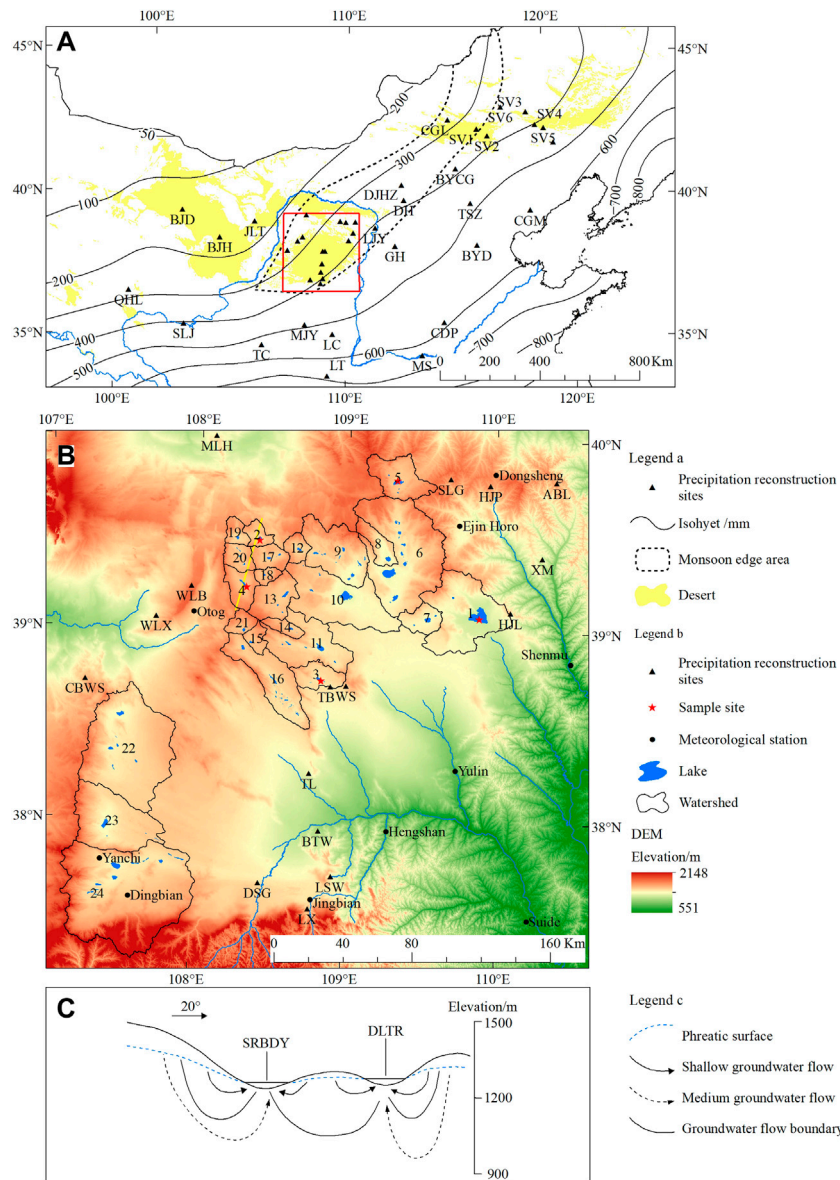 100°E 110°E 120°E
A
45°N 45°N
200
SV3
SV4
CGL
SV6
50
SV1
SV2
SV5
300
600
40°N 40°N
100
DJHZ
BYCG
BJD
DH
TSZ
CGM
700
800
JLT
BJH
LJY
GH
BYD
200
QHL
35°N 35°N
SLJ
MJY
CDP
700
400
LC
TC
600
800
LT
MS
0 200 400 800 Km
500
100°E 110°E 120°E
107°E 108°E 109°E 110°E
B
MLH
40°N
5
Dongsheng
SLG
HJP
ABL
19
2
Ejin Horo
12
9
8
6
20
17
XM
18
4
WLB
13
10
Otog
39°N 39°N
WLX
7
1
HJL
21
14
15
11
Shenmu
3
CBWS
16
TBWS
22
TL
Yulin
38°N 38°N
23
BTW
Hengshan
Yanchi
LSW
24
Dingbian
DSG
Jingbian
LX
Suide
0 40 80 160 Km
108°E 109°E 110°E
Legend a
Precipitation reconstruction
sites
Isohyet /mm
Monsoon edge area
Desert
Legend b
Precipitation reconstruction
sites
Sample site
Meteorological station
Lake
Watershed
DEM
Elevation/m
2148
551
C
20°
Elevation/m
1500
SRBDY
DLTR
1200
900
Legend c
Phreatic surface
Shallow groundwater flow
Medium groundwater flow
Groundwater flow boundary